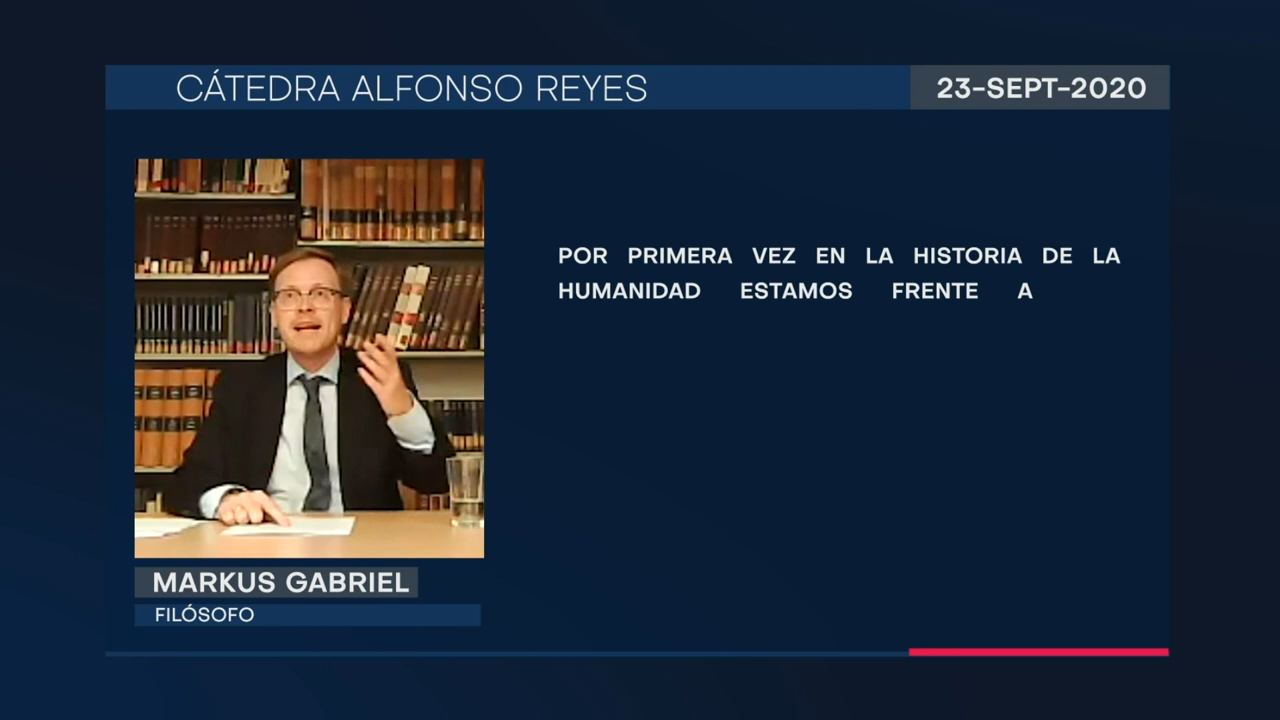 CÁTEDRA ALFONSO REYES
23-SEPT-2020
POR PRIMERA VEZ EN LA HISTORIA DE LA
HUMANIDAD ESTAMOS FRENTE A
MARKUS GABRIEL
FILÓSOFO